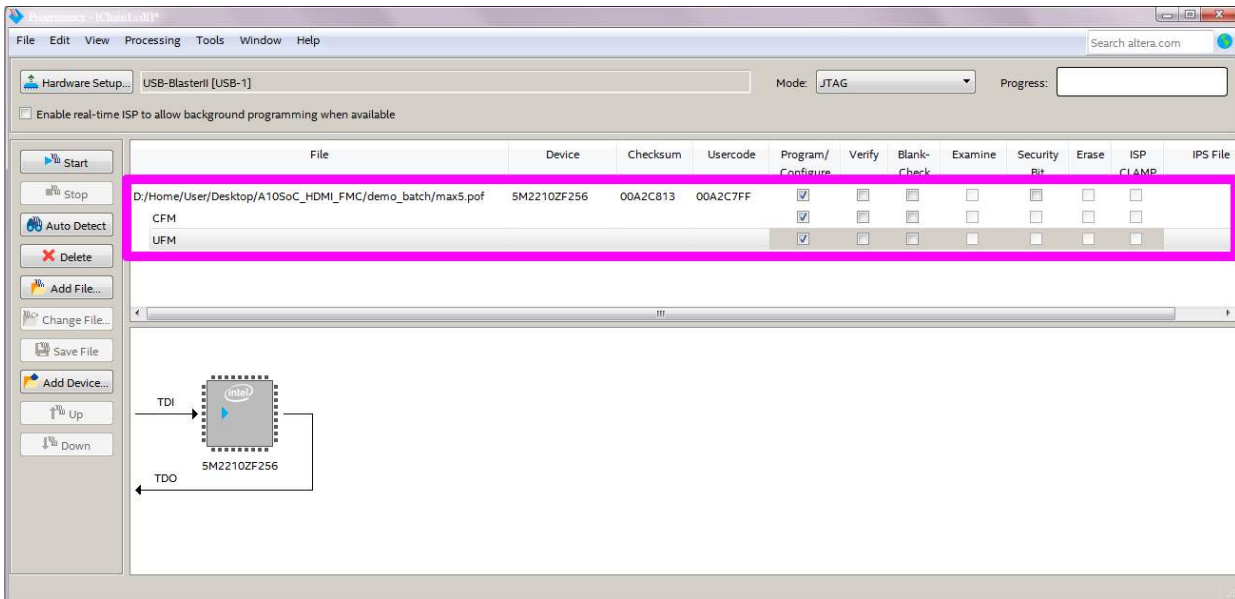 Programmer - [Chain1.cdf]*
File Edit View Processing Tools Window Help
Search altera.com
Hardware Setup... USB-BlasterII [USB-1] Mode: JTAG Progress:
Enable real-time ISP to allow background programming when available
Start
Stop
Auto Detect
Delete
Add File...
Change File...
Save File
Add Device...
Up
Down
File Device Checksum Usercode Program/ Verify Blank- Examine Security Erase ISP IPS File
Configure Check Bit CLAMP
D:/Home/User/Desktop/A10SoC_HDMI_FMC/demo_batch/max5.pof 5M2210ZF256 00A2C813 00A2C7FF
CFM
UFM
TDI
intel
5M2210ZF256
TDO